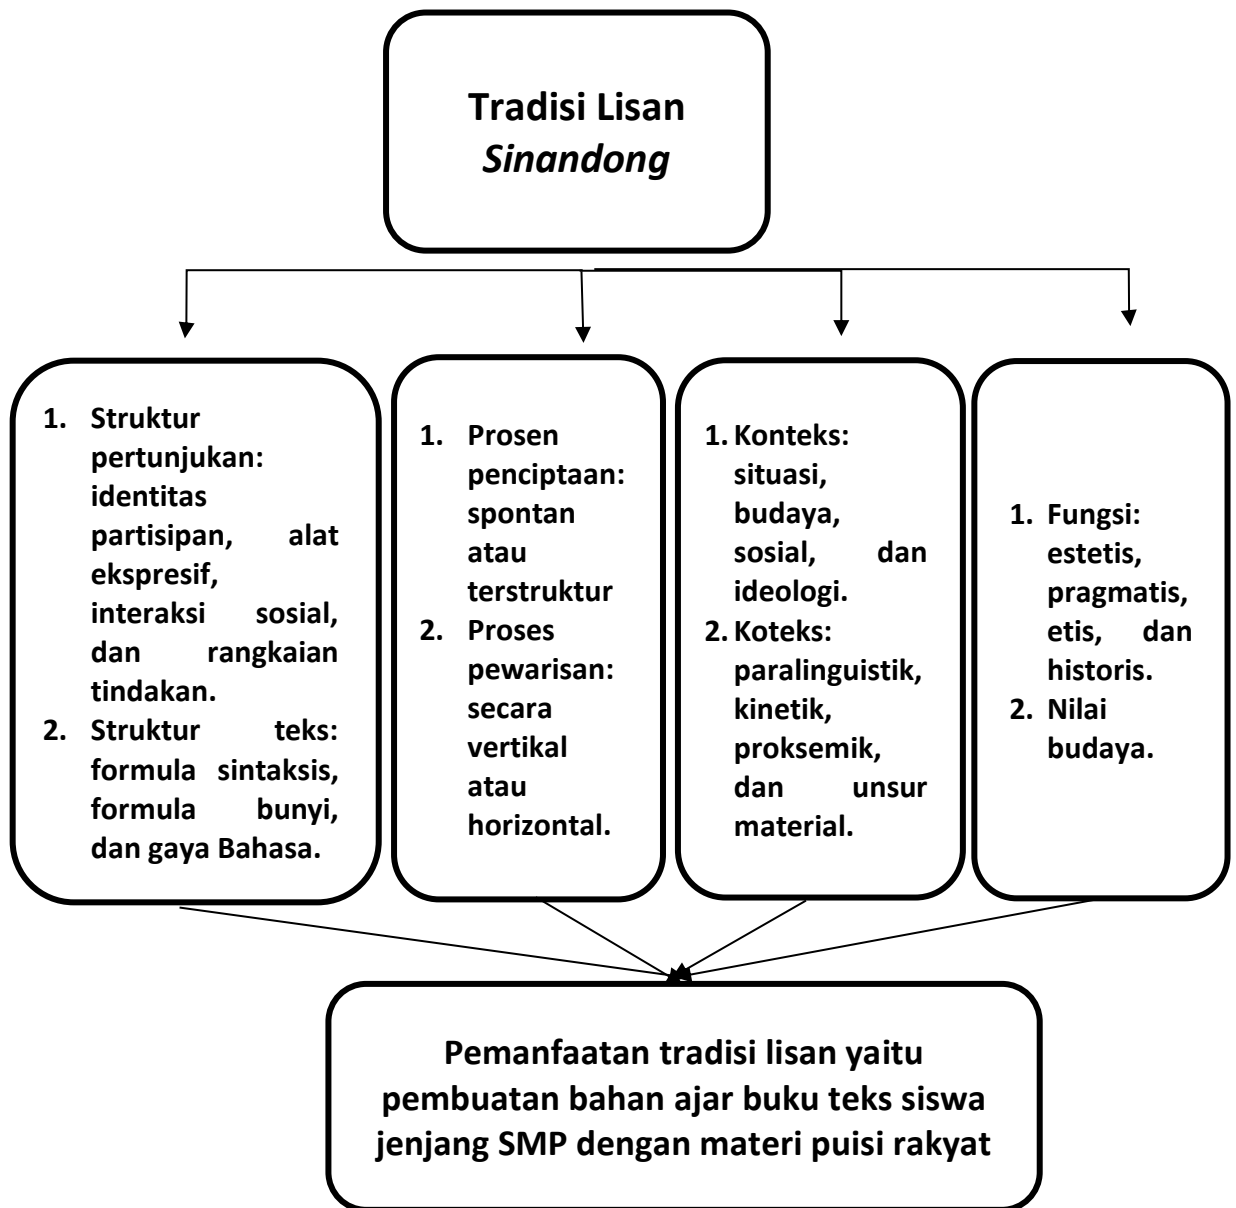 Tradisi Lisan
Sinandong
1. Struktur
pertunjukan:
identitas
partisipan, alat
ekspresif,
interaksi sosial,
dan rangkaian
tindakan.
2. Struktur teks:
formula sintaksis,
formula bunyi,
dan gaya Bahasa.
1. Prosen
penciptaan:
spontan
atau
terstruktur
2. Proses
pewarisan:
secara
vertikal
atau
horizontal.
1. Konteks:
situasi,
budaya,
sosial, dan
ideologi.
2. Koteks:
paralinguistik,
kinetik,
proksemik,
dan unsur
material.
1. Fungsi:
estetis,
pragmatis,
etis, dan
historis.
2. Nilai
budaya.
Pemanfaatan tradisi lisan yaitu
pembuatan bahan ajar buku teks siswa
jenjang SMP dengan materi puisi rakyat